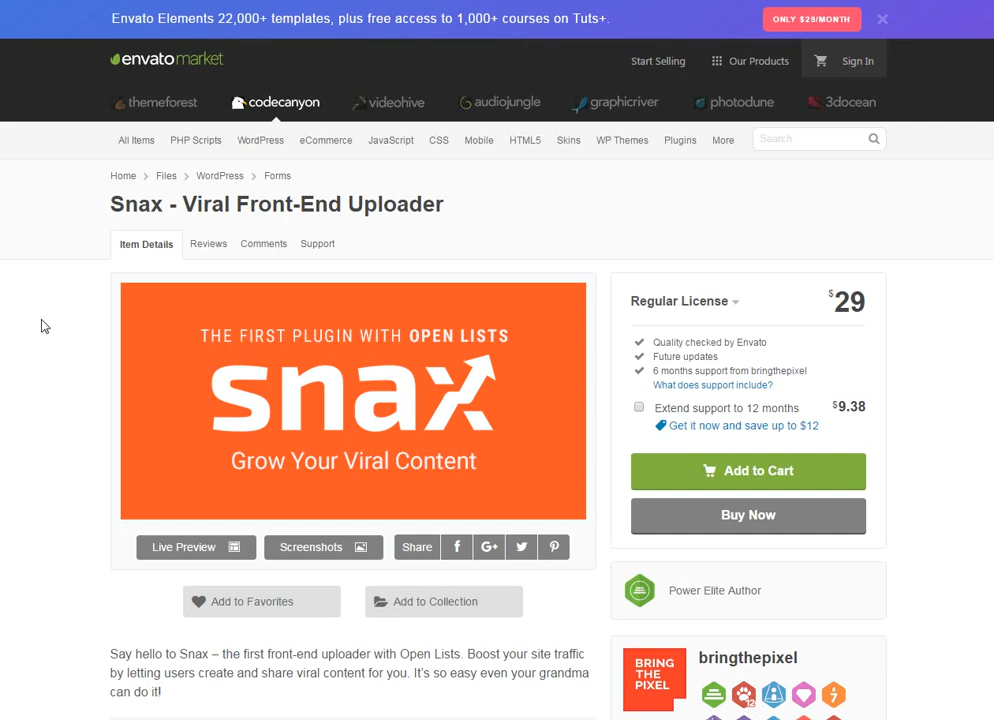 Envato Elements 22,000+ templates, plus free access to 1,000+ courses on Tuts+.
ONLY $29/MONTH
envatomarket
Start Selling
Our Products
Sign In
themeforest
codecanyon
videohive
audiojungle
graphicriver
photodune
3docean
All Items
PHP Scripts
WordPress
eCommerce
JavaScript
CSS
Mobile
HTML5
Skins
WP Themes
Plugins
More
Search
Home
Files
WordPress
Forms
Snax - Viral Front-End Uploader
Item Details
Reviews
Comments
Support
THE FIRST PLUGIN WITH OPEN LISTS
snax
Grow Your Viral Content
Live Preview
Screenshots
Share
Add to Favorites
Add to Collection
Say hello to Snax – the first front-end uploader with Open Lists. Boost your site traffic
by letting users create and share viral content for you. It's so easy even your grandma
can do it!
Regular License
$29
Quality checked by Envato
Future updates
6 months support from bringthepixel
What does support include?
Extend support to 12 months
$9.38
Get it now and save up to $12
Add to Cart
Buy Now
Power Elite Author
BRING
THE
PIXEL
bringthepixel
12
7